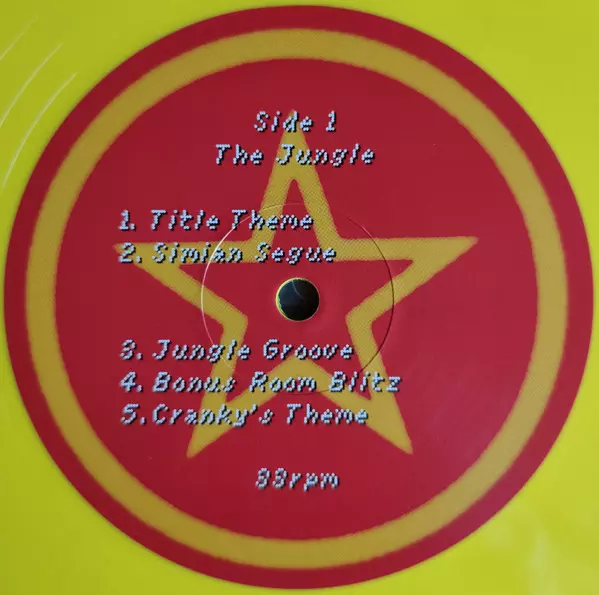 Side 1
The Jungle
1. Title Theme
2. Simian Segue
3. Jungle Groove
4. Bonus Room Blitz
5. Cranky's Theme
33rpm